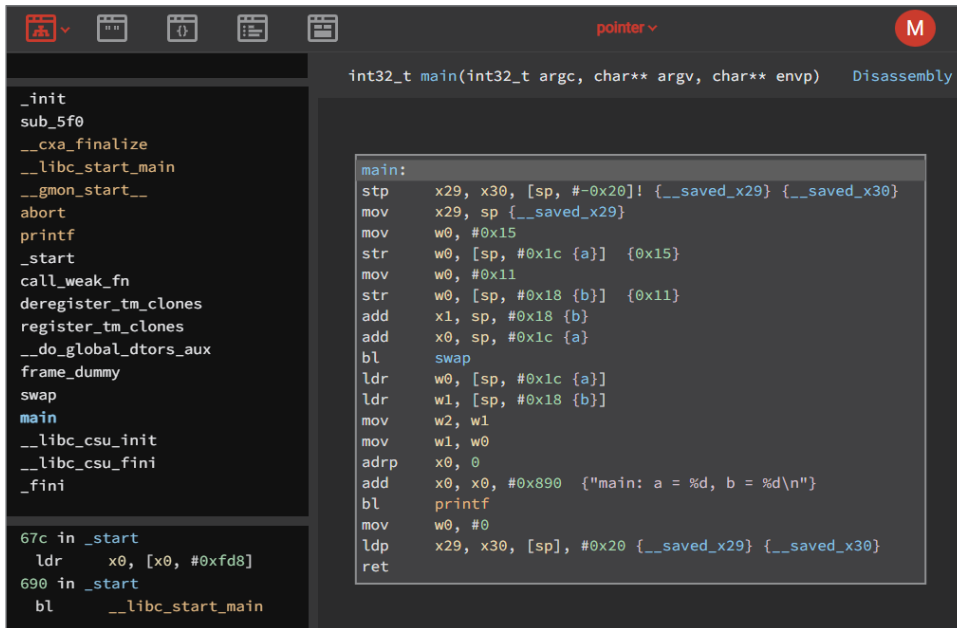 pointer
M
int32_t main(int32_t argc, char** argv, char** envp) Disassembly
_init
sub_5f0
__cxa_finalize
__libc_start_main
__gmon_start__
abort
printf
_start
call_weak_fn
deregister_tm_clones
register_tm_clones
__do_global_dtors_aux
frame_dummy
swap
main
__libc_csu_init
__libc_csu_fini
_fini
67c in _start
ldr x0, [x0, #0xfd8]
690 in _start
bl __libc_start_main
main:
stp x29, x30, [sp, #-0x20]! {__saved_x29} {__saved_x30}
mov x29, sp {__saved_x29}
mov w0, #0x15
str w0, [sp, #0x1c {a}] {0x15}
mov w0, #0x11
str w0, [sp, #0x18 {b}] {0x11}
add x1, sp, #0x18 {b}
add x0, sp, #0x1c {a}
bl swap
ldr w0, [sp, #0x1c {a}]
ldr w1, [sp, #0x18 {b}]
mov w2, w1
mov w1, w0
adrp x0, 0
add x0, x0, #0x890 {"main: a = %d, b = %d\n"}
bl printf
mov w0, #0
ldp x29, x30, [sp], #0x20 {__saved_x29} {__saved_x30}
ret